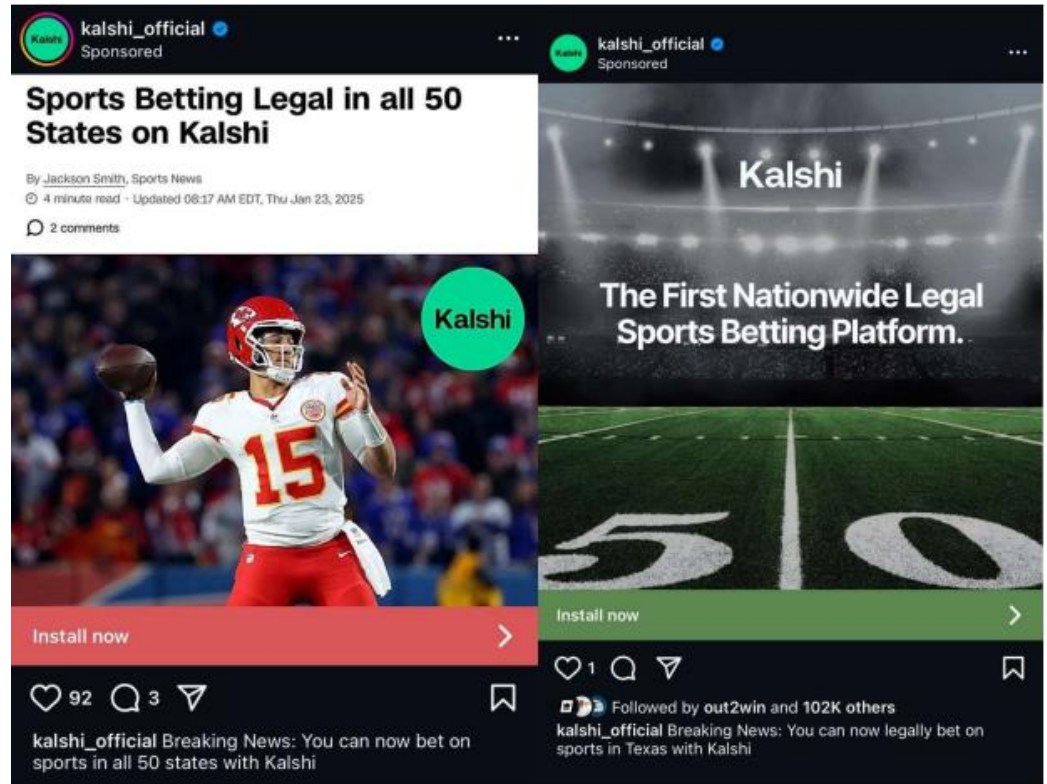 Kalshi
kalshi_official
Sponsored
Sports Betting Legal in all 50
States on Kalshi
By Jackson Smith, Sports News
4 minute read · Updated 08:17 AM EDT, Thu Jan 23, 2025
2 comments
Kalshi
15
Install now
92 3
kalshi_official Breaking News: You can now bet on
sports in all 50 states with Kalshi
Kalshi
kalshi_official
Sponsored
Kalshi
The First Nationwide Legal
Sports Betting Platform.
5 0
Install now
1
Followed by out2win and 102K others
kalshi_official Breaking News: You can now legally bet on
sports in Texas with Kalshi